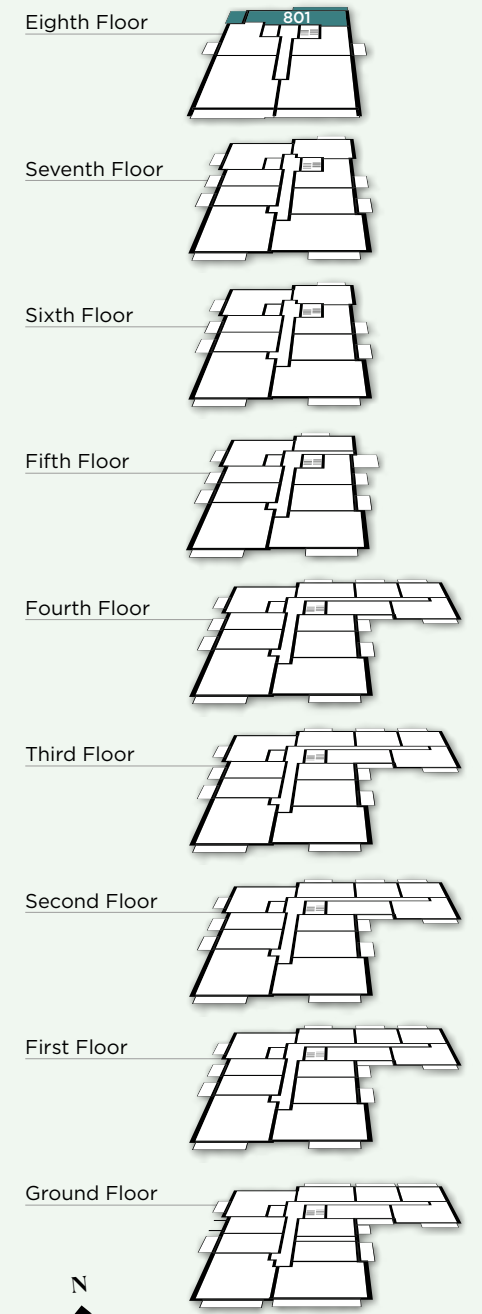 Eighth Floor
801
Seventh Floor
Sixth Floor
Fifth Floor
Fourth Floor
Third Floor
Second Floor
First Floor
Ground Floor
N